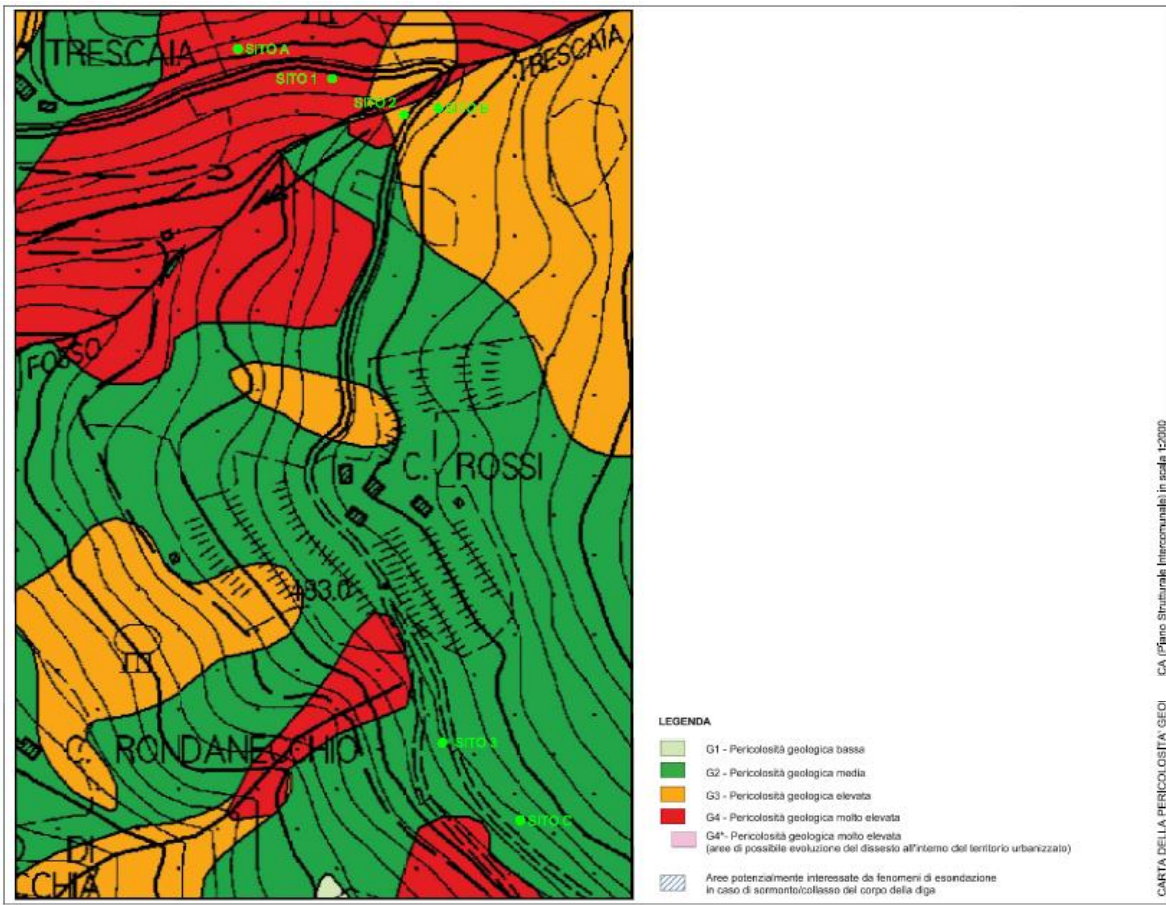 TRESCAIA
SITO A
SITO 1
TRESCAIA
SITO 2
SITO B
FOSSO
C. ROSSI
483.0
C. RONDANECCHIO
SITO 3
SITO C
DI
CCHIA
LEGENDA
G1 - Pericolosità geologica bassa
G2 - Pericolosità geologica media
G3 - Pericolosità geologica elevata
G4 - Pericolosità geologica molto elevata
G4*- Pericolosità geologica molto elevata
(aree di possibile evoluzione del dissesto all'interno del territorio urbanizzato)
Aree potenzialmente interessate da fenomeni di esondazione
in caso di sormonto/collasso del corpo della diga
CARTA DELLA PERICOLOSITA' GEOL ICA (Piano Strutturale Intercomunale) in scala 1:2000